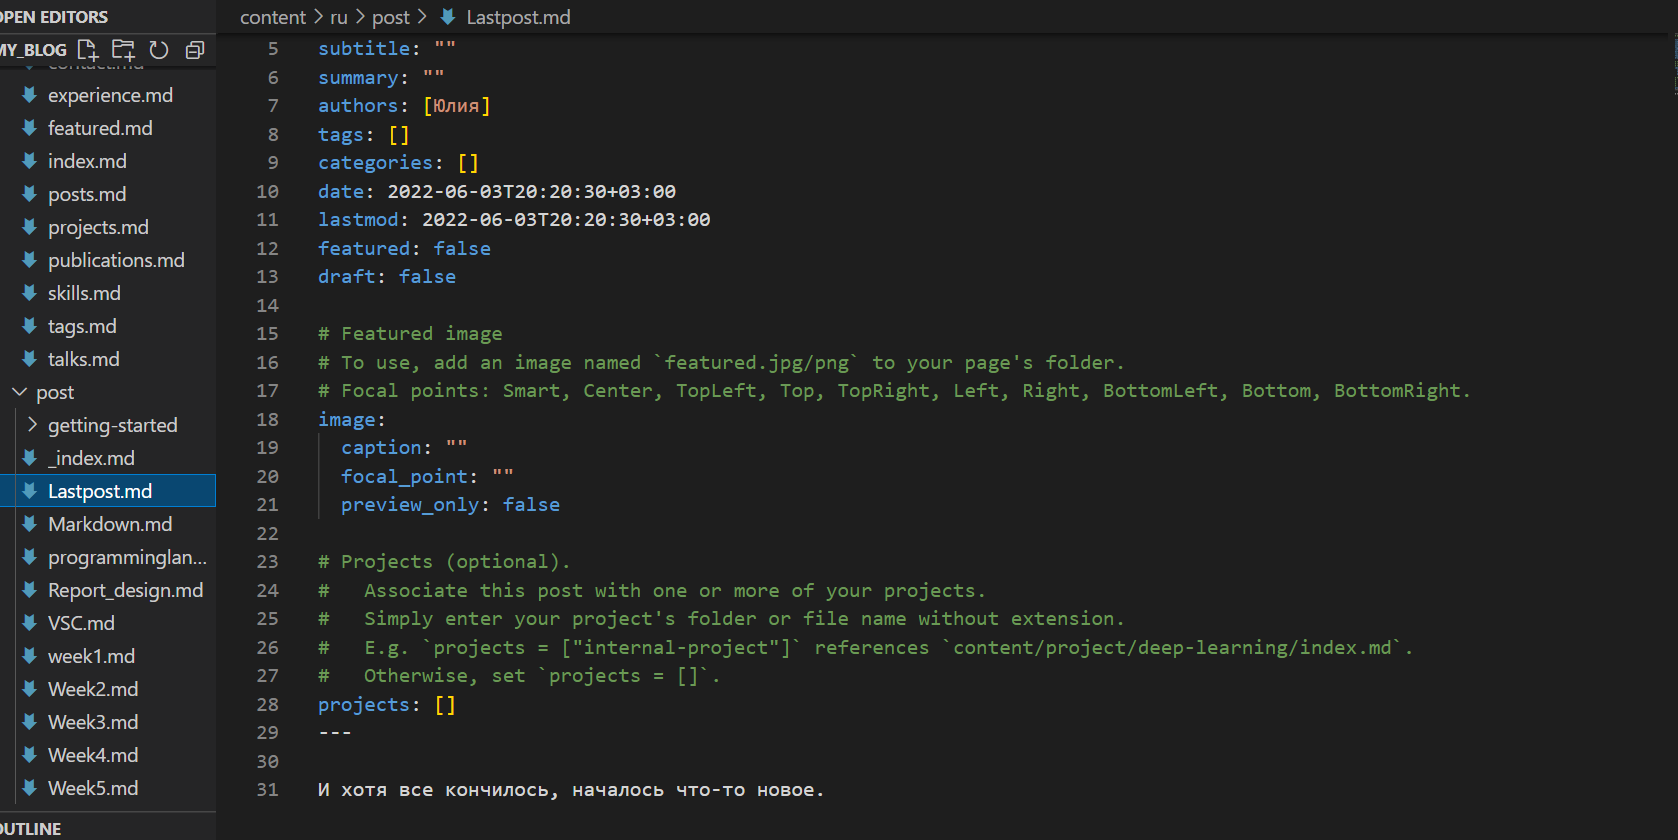 OPEN EDITORS
MY_BLOG
contact.md
experience.md
featured.md
index.md
posts.md
projects.md
publications.md
skills.md
tags.md
talks.md
post
getting-started
_index.md
Lastpost.md
Markdown.md
programminglan...
Report_design.md
VSC.md
week1.md
Week2.md
Week3.md
Week4.md
Week5.md
OUTLINE
content > ru > post > Lastpost.md
5 subtitle: ""
6 summary: ""
7 authors: [Юлия]
8 tags: []
9 categories: []
10 date: 2022-06-03T20:20:30+03:00
11 lastmod: 2022-06-03T20:20:30+03:00
12 featured: false
13 draft: false
14
15 # Featured image
16 # To use, add an image named `featured.jpg/png` to your page's folder.
17 # Focal points: Smart, Center, TopLeft, Top, TopRight, Left, Right, BottomLeft, Bottom, BottomRight.
18 image:
19   caption: ""
20   focal_point: ""
21   preview_only: false
22
23 # Projects (optional).
24 #   Associate this post with one or more of your projects.
25 #   Simply enter your project's folder or file name without extension.
26 #   E.g. `projects = ["internal-project"]` references `content/project/deep-learning/index.md`.
27 #   Otherwise, set `projects = []`.
28 projects: []
29 ---
30
31 И хотя все кончилось, началось что-то новое.